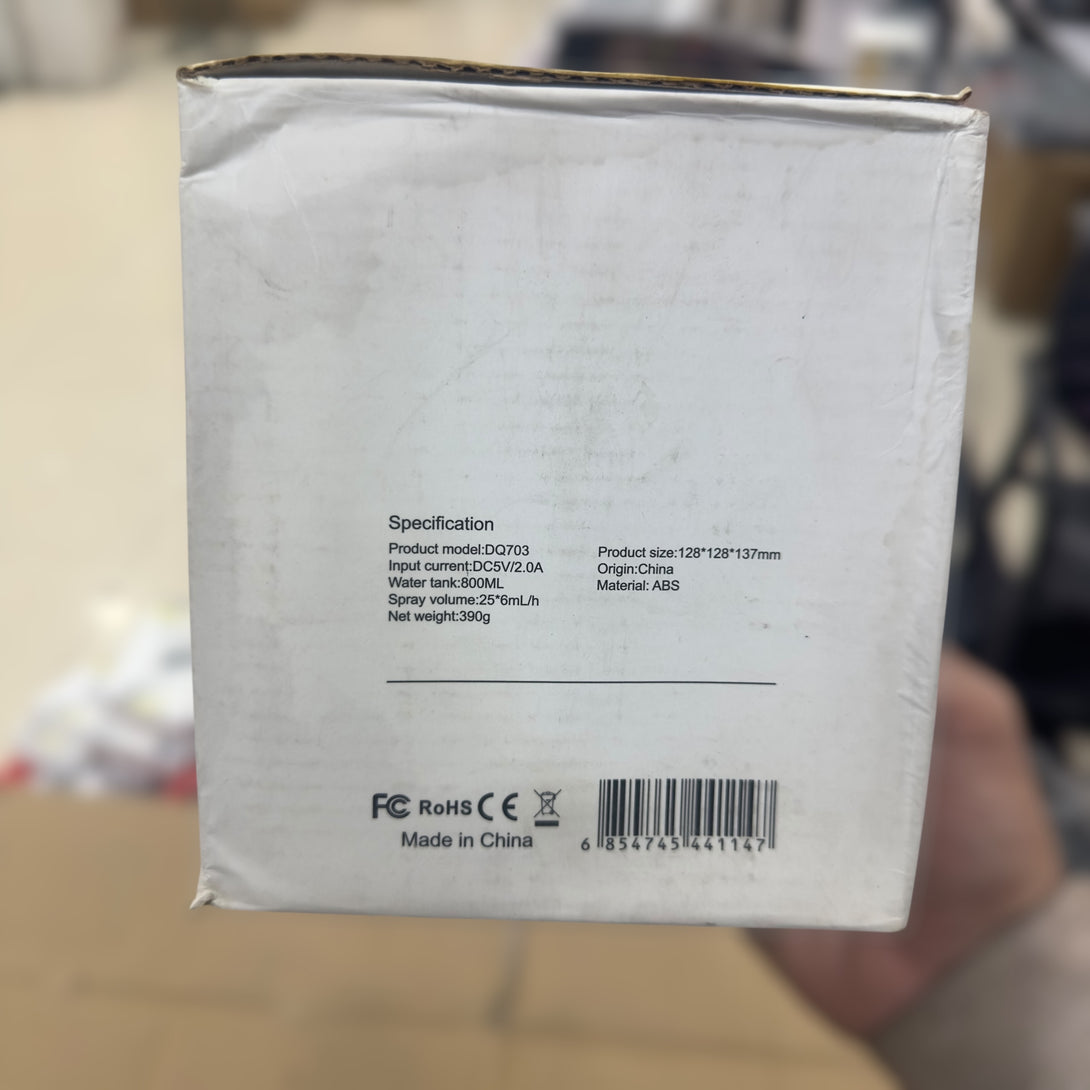 Specification
Product model:DQ703
Input current:DC5V/2.0A
Water tank:800ML
Spray volume:25*6mL/h
Net weight:390g
Product size:128*128*137mm
Origin:China
Material: ABS
FC RoHS CE
Made in China
6 854745 441147